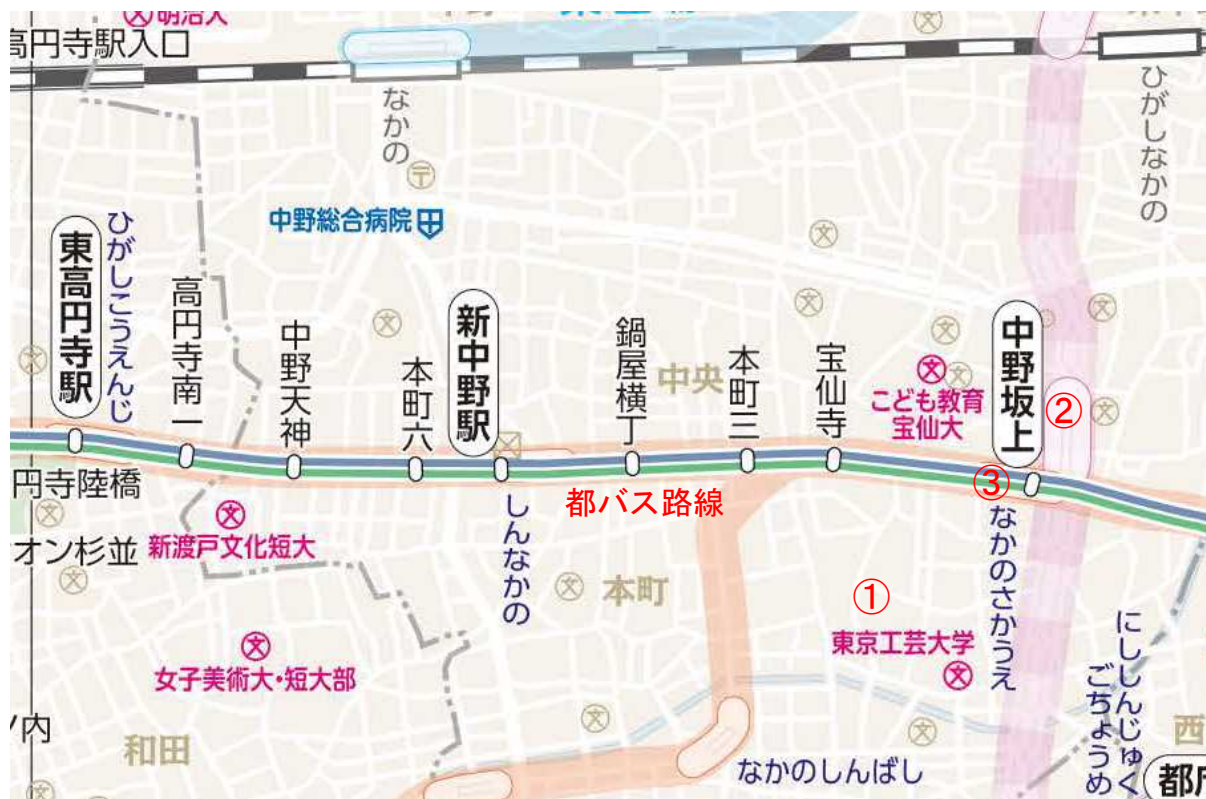 明治大
高円寺駅入口
なかの
ひがしなかの
中野総合病院
東高円寺駅
ひがしこうえんじ
高円寺南一
中野天神
本町六
新中野駅
しんなかの
鍋屋横丁
中央
本町三
宝仙寺
こども教育
宝仙大
中野坂上
②
③
なかのさかうえ
都バス路線
円寺陸橋
オン杉並
新渡戸文化短大
本町
①
東京工芸大学
女子美術大・短大部
にししんじゅく
ごちょうめ
ノ内
和田
なかのしんばし
西
都庁